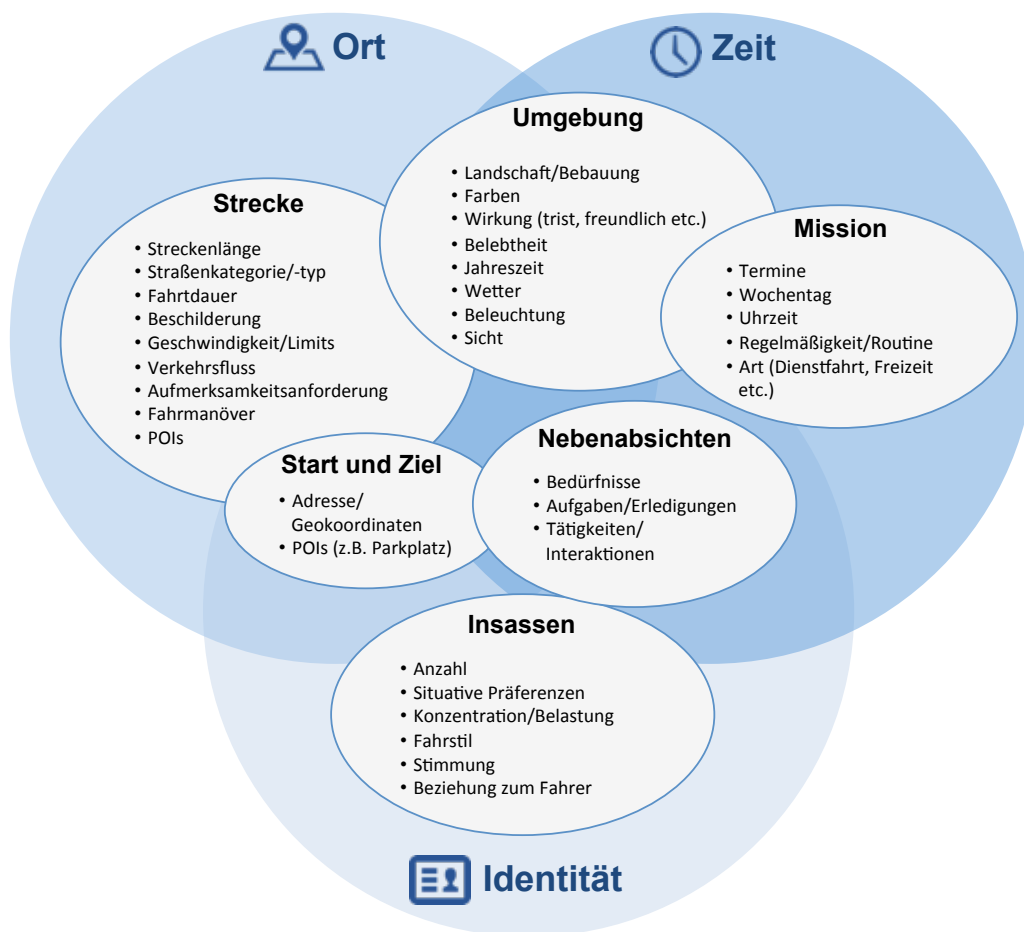 Ort
Zeit
Umgebung
• Landschaft/Bebauung
• Farben
• Wirkung (trist, freundlich etc.)
• Belebtheit
• Jahreszeit
• Wetter
• Beleuchtung
• Sicht
Strecke
• Streckenlänge
• Straßenkategorie/-typ
• Fahrtdauer
• Beschilderung
• Geschwindigkeit/Limits
• Verkehrsfluss
• Aufmerksamkeitsanforderung
• Fahrmanöver
• POIs
Mission
• Termine
• Wochentag
• Uhrzeit
• Regelmäßigkeit/Routine
• Art (Dienstfahrt, Freizeit
etc.)
Start und Ziel
• Adresse/
Geokoordinaten
• POIs (z.B. Parkplatz)
Nebenabsichten
• Bedürfnisse
• Aufgaben/Erledigungen
• Tätigkeiten/
Interaktionen
Insassen
• Anzahl
• Situative Präferenzen
• Konzentration/Belastung
• Fahrstil
• Stimmung
• Beziehung zum Fahrer
Identität